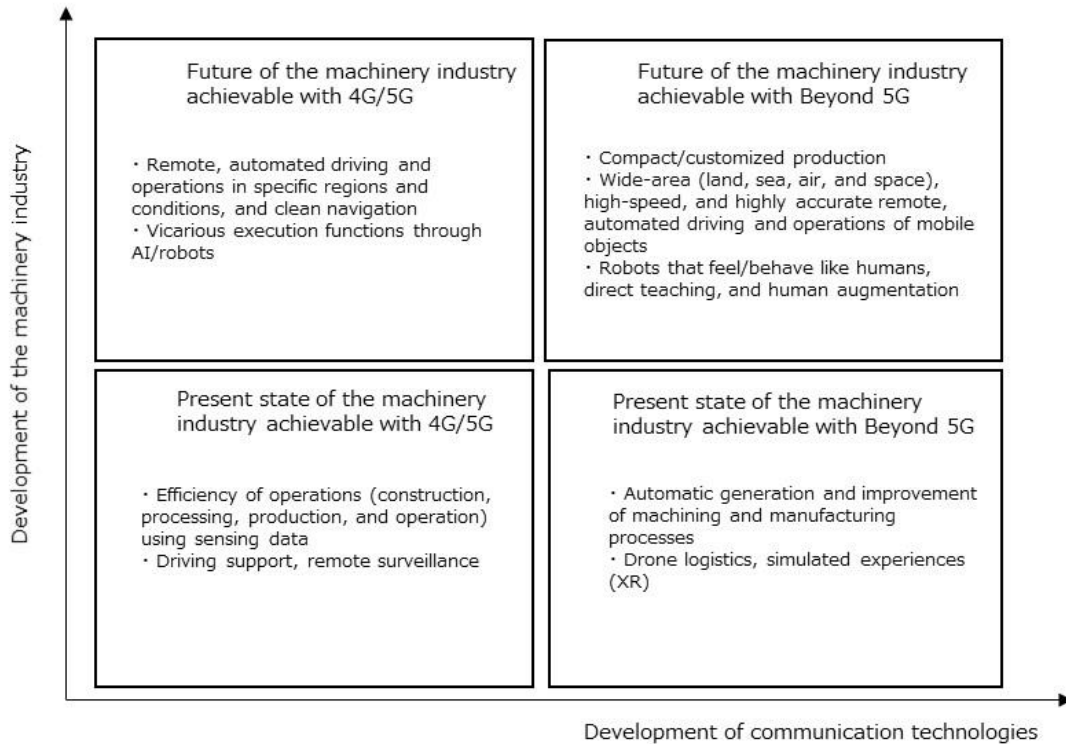 Development of the machinery industry
Future of the machinery industry
achievable with 4G/5G
・Remote, automated driving and
operations in specific regions and
conditions, and clean navigation
・Vicarious execution functions through
AI/robots
Future of the machinery industry
achievable with Beyond 5G
・Compact/customized production
・Wide-area (land, sea, air, and space),
high-speed, and highly accurate remote,
automated driving and operations of mobile
objects
・Robots that feel/behave like humans,
direct teaching, and human augmentation
Present state of the machinery
industry achievable with 4G/5G
・Efficiency of operations (construction,
processing, production, and operation)
using sensing data
・Driving support, remote surveillance
Present state of the machinery
industry achievable with Beyond 5G
・Automatic generation and improvement
of machining and manufacturing
processes
・Drone logistics, simulated experiences
(XR)
Development of communication technologies